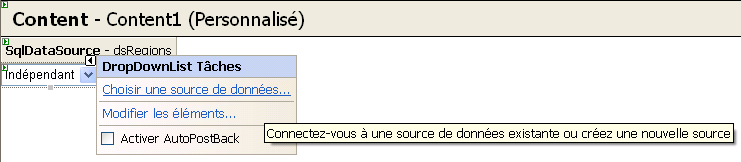 Content - Content1 (Personnalisé)
SqlDataSource - dsRegions
Indépendant
DropDownList Tâches
Choisir une source de données...
Modifier les éléments...
Activer AutoPostBack
Connectez-vous à une source de données existante ou créez une nouvelle source